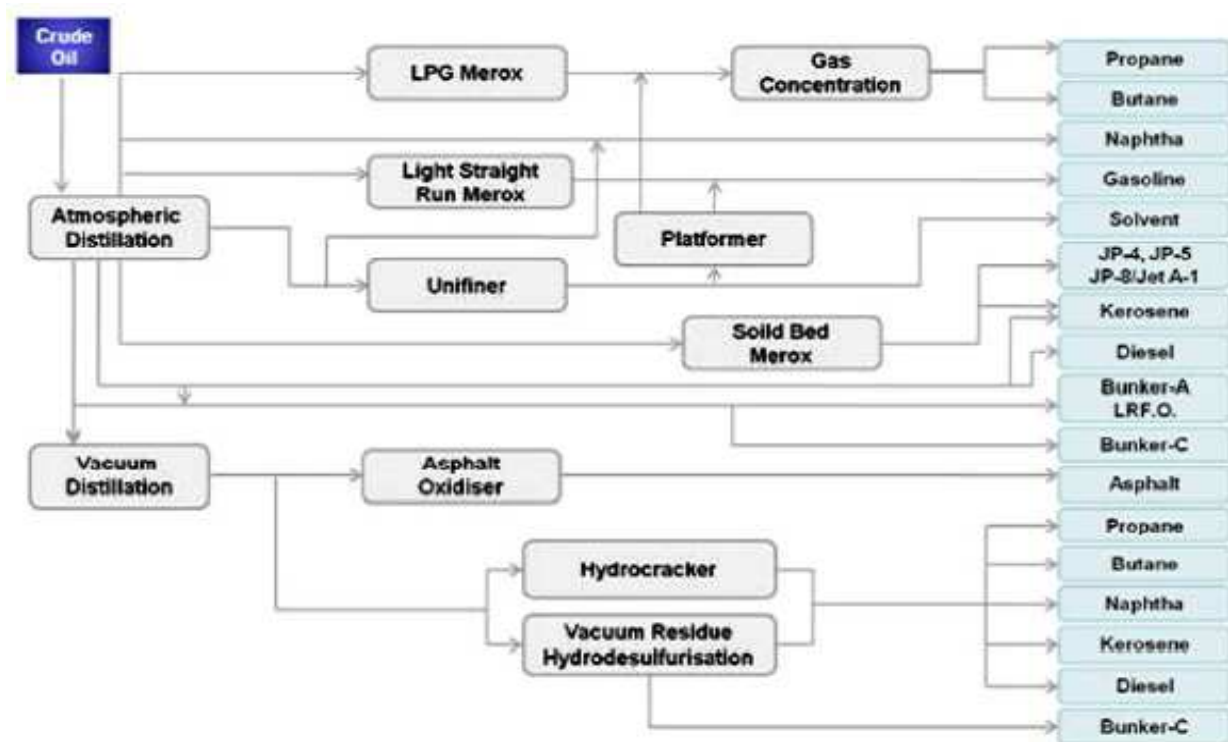 Crude
Oil
LPG Merox
Gas
Concentration
Propane
Butane
Naphtha
Light Straight
Run Merox
Gasoline
Atmospheric
Distillation
Platformer
Solvent
Unifiner
JP-4, JP-5
JP-8/Jet A-1
Kerosene
Soild Bed
Merox
Diesel
Bunker-A
LRF.O.
Bunker-C
Vacuum
Distillation
Asphalt
Oxidiser
Asphalt
Propane
Hydrocracker
Butane
Naphtha
Vacuum Residue
Hydrodesulfurisation
Kerosene
Diesel
Bunker-C